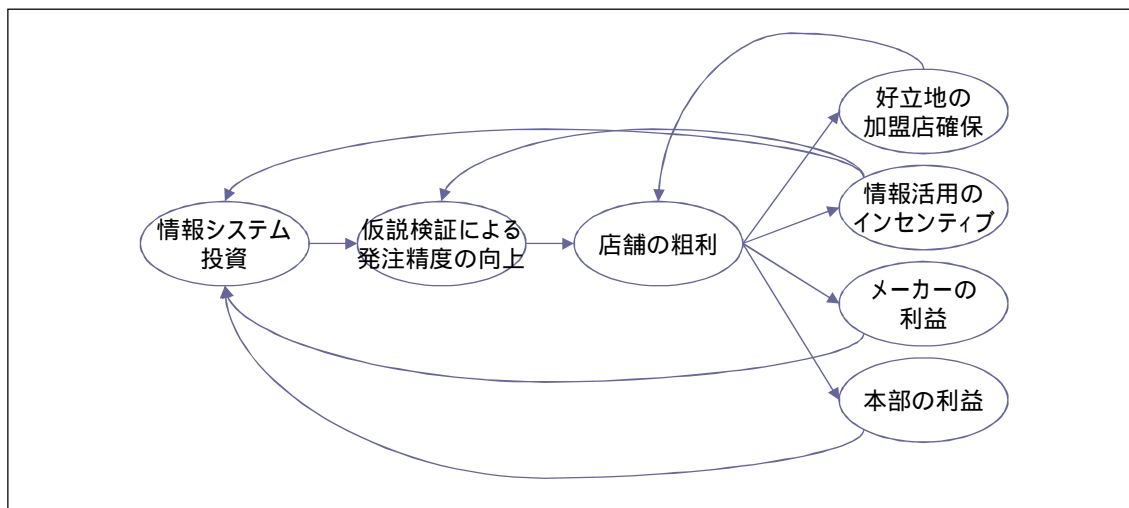 好立地の
加盟店確保
情報活用の
インセンティブ
情報システム
投資
仮説検証による
発注精度の向上
店舗の粗利
メーカーの
利益
本部の利益